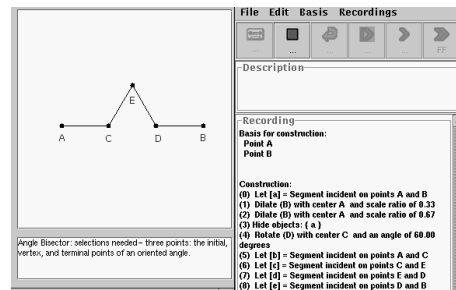 File Edit Basis Recordings
... ... ... ... ... FF
Description
E
A C D B
Recording
Basis for construction:
Point A
Point B
Construction:
(0) Let [a] = Segment incident on points A and B
(1) Dilate (B) with center A and scale ratio of 0.33
(2) Dilate (B) with center A and scale ratio of 0.67
(3) Hide objects: ( a )
(4) Rotate (D) with center C and an angle of 60.00
degrees
(5) Let [b] = Segment incident on points A and C
(6) Let [c] = Segment incident on points C and E
(7) Let [d] = Segment incident on points E and D
(8) Let [e] = Segment incident on points D and B
Angle Bisector: selections needed– three points: the initial,
vertex, and terminal points of an oriented angle.